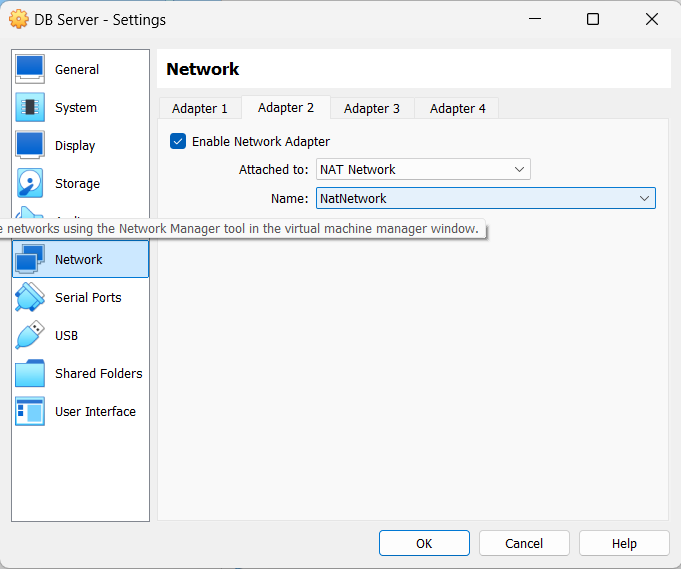 DB Server - Settings
General
System
Display
Storage
Network
Serial Ports
USB
Shared Folders
User Interface
Network
Adapter 1 Adapter 2 Adapter 3 Adapter 4
Enable Network Adapter
Attached to: NAT Network
Name: NatNetwork
networks using the Network Manager tool in the virtual machine manager window.
OK Cancel Help